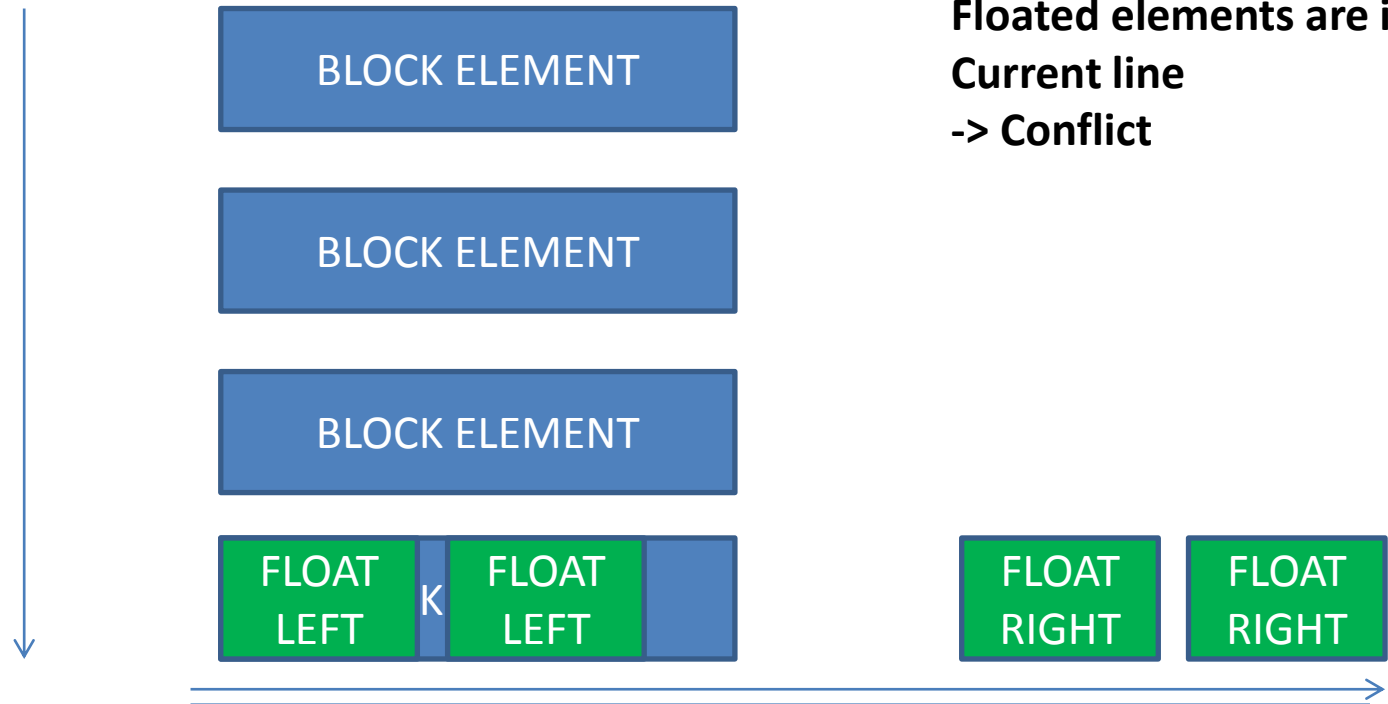 Floated elements are i
Current line
-> Conflict
BLOCK ELEMENT
BLOCK ELEMENT
BLOCK ELEMENT
FLOAT
LEFT
K
FLOAT
LEFT
FLOAT
RIGHT
FLOAT
RIGHT